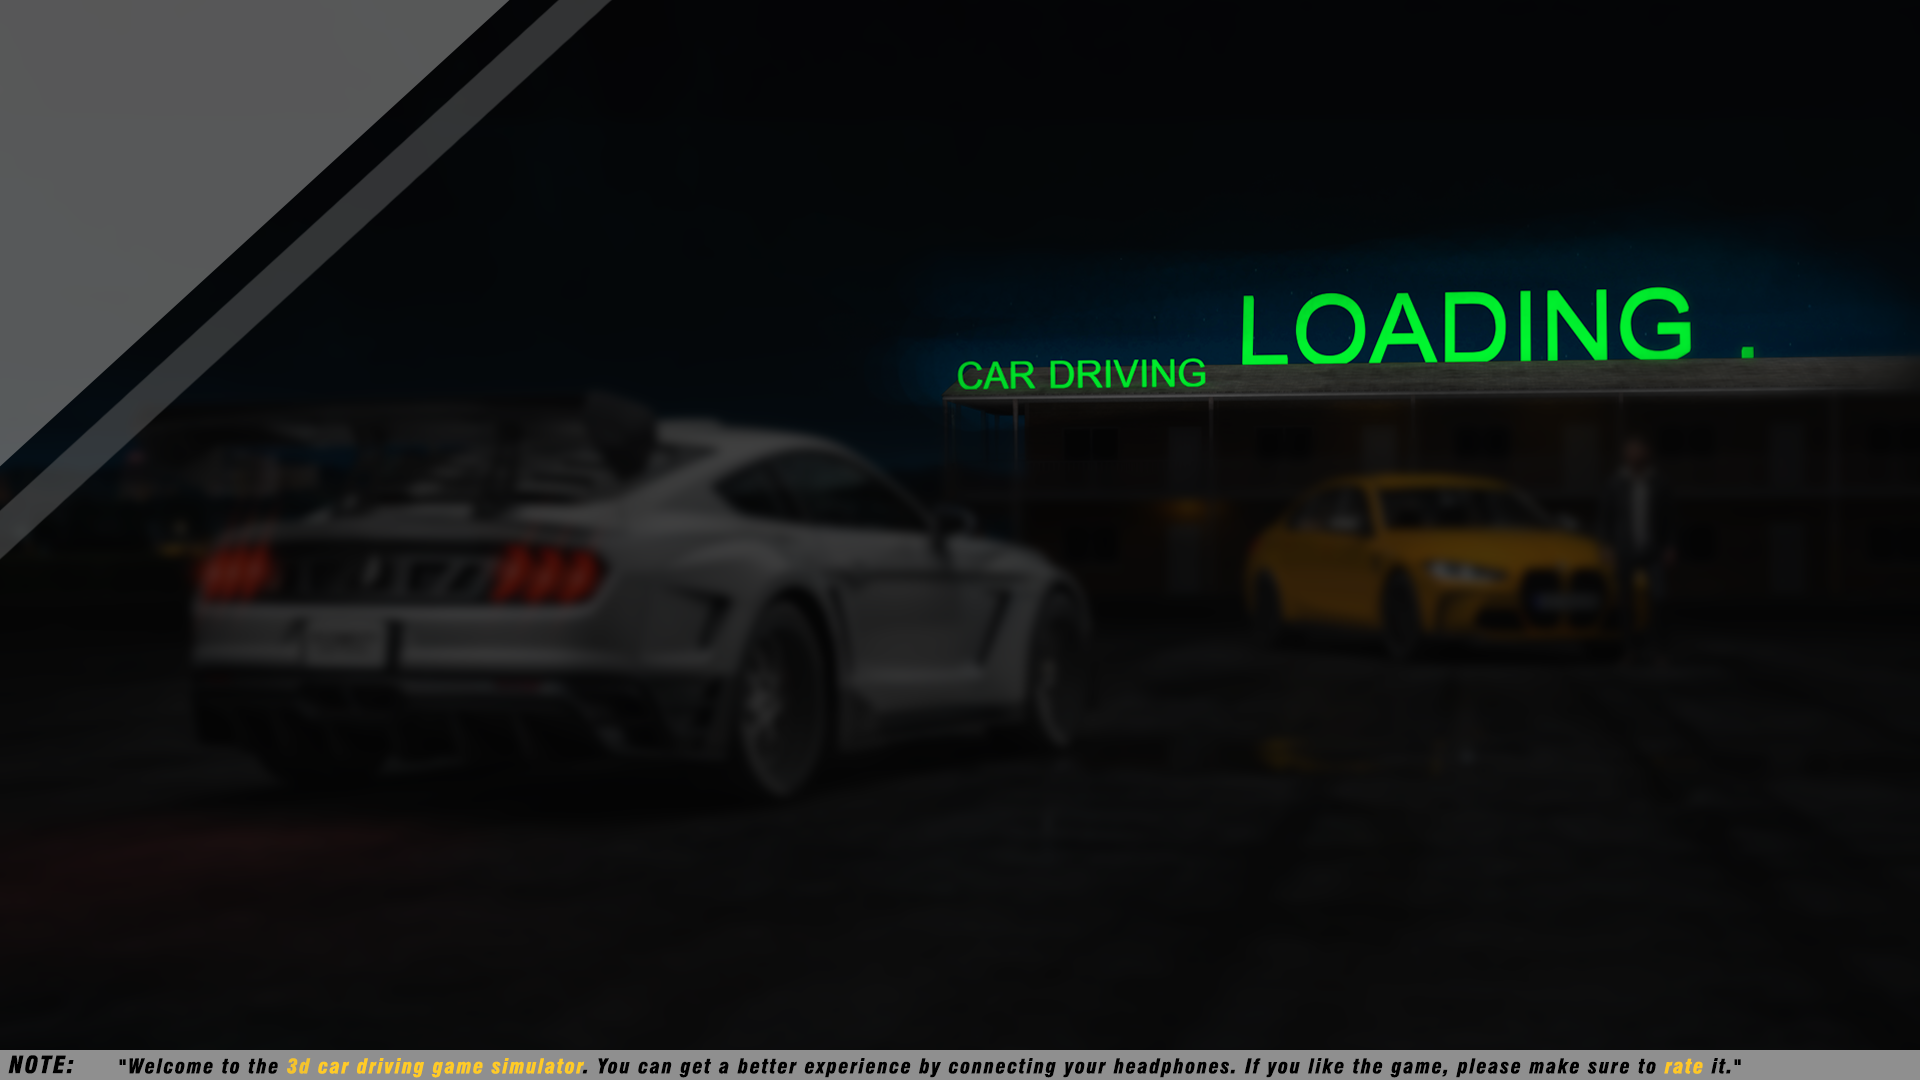 LOADING .
CAR DRIVING
NOTE: "Welcome to the 3d car driving game simulator. You can get a better experience by connecting your headphones. If you like the game, please make sure to rate it."